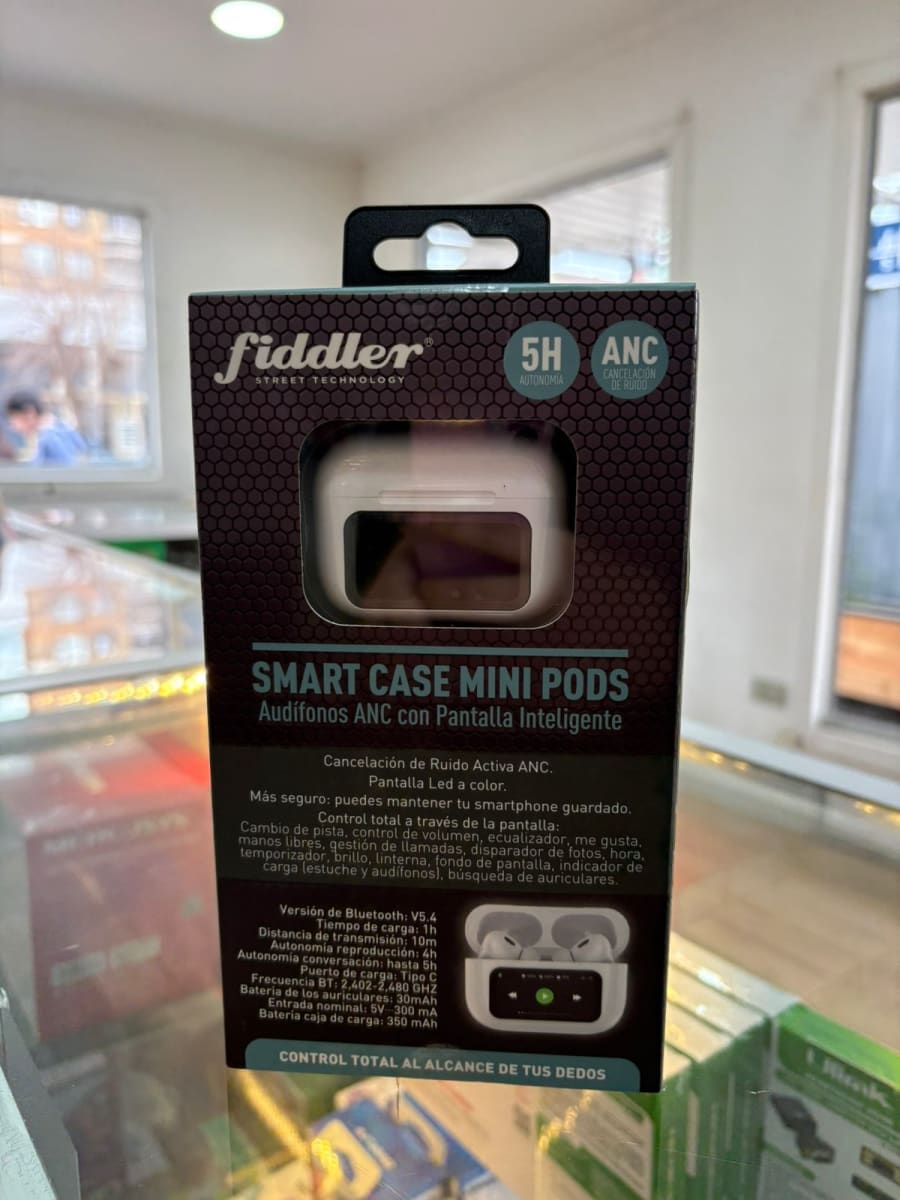 fiddler®
STREET TECHNOLOGY
5H
AUTONOMÍA
ANC
CANCELACIÓN
DE RUIDO
SMART CASE MINI PODS
Audífonos ANC con Pantalla Inteligente
Cancelación de Ruido Activa ANC.
Pantalla Led a color.
Más seguro: puedes mantener tu smartphone guardado.
Control total a través de la pantalla:
Cambio de pista, control de volumen, ecualizador, me gusta,
manos libres, gestión de llamadas, disparador de fotos, hora,
temporizador, brillo, linterna, fondo de pantalla, indicador de
carga (estuche y audífonos), búsqueda de auriculares.
Versión de Bluetooth: V5.4
Tiempo de carga: 1h
Distancia de transmisión: 10m
Autonomía reproducción: 4h
Autonomía conversación: hasta 5h
Puerto de carga: Tipo C
Frecuencia BT: 2,402-2,480 GHZ
Batería de los auriculares: 30mAh
Entrada nominal: 5V 300 mA
Batería caja de carga: 350 mAh
CONTROL TOTAL AL ALCANCE DE TUS DEDOS